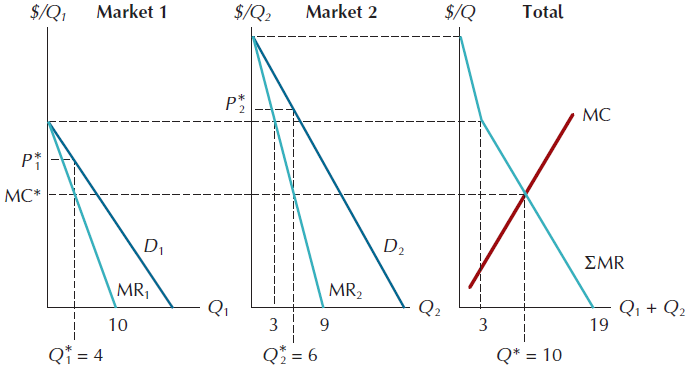 $/Q₁ Market 1
P₁*
MC*
D₁
MR₁
Q₁
10
Q₁* = 4
$/Q₂ Market 2
P₂*
D₂
MR₂
Q₂
3 9
Q₂* = 6
$/Q Total
MC
ΣMR
Q₁ + Q₂
3 19
Q* = 10